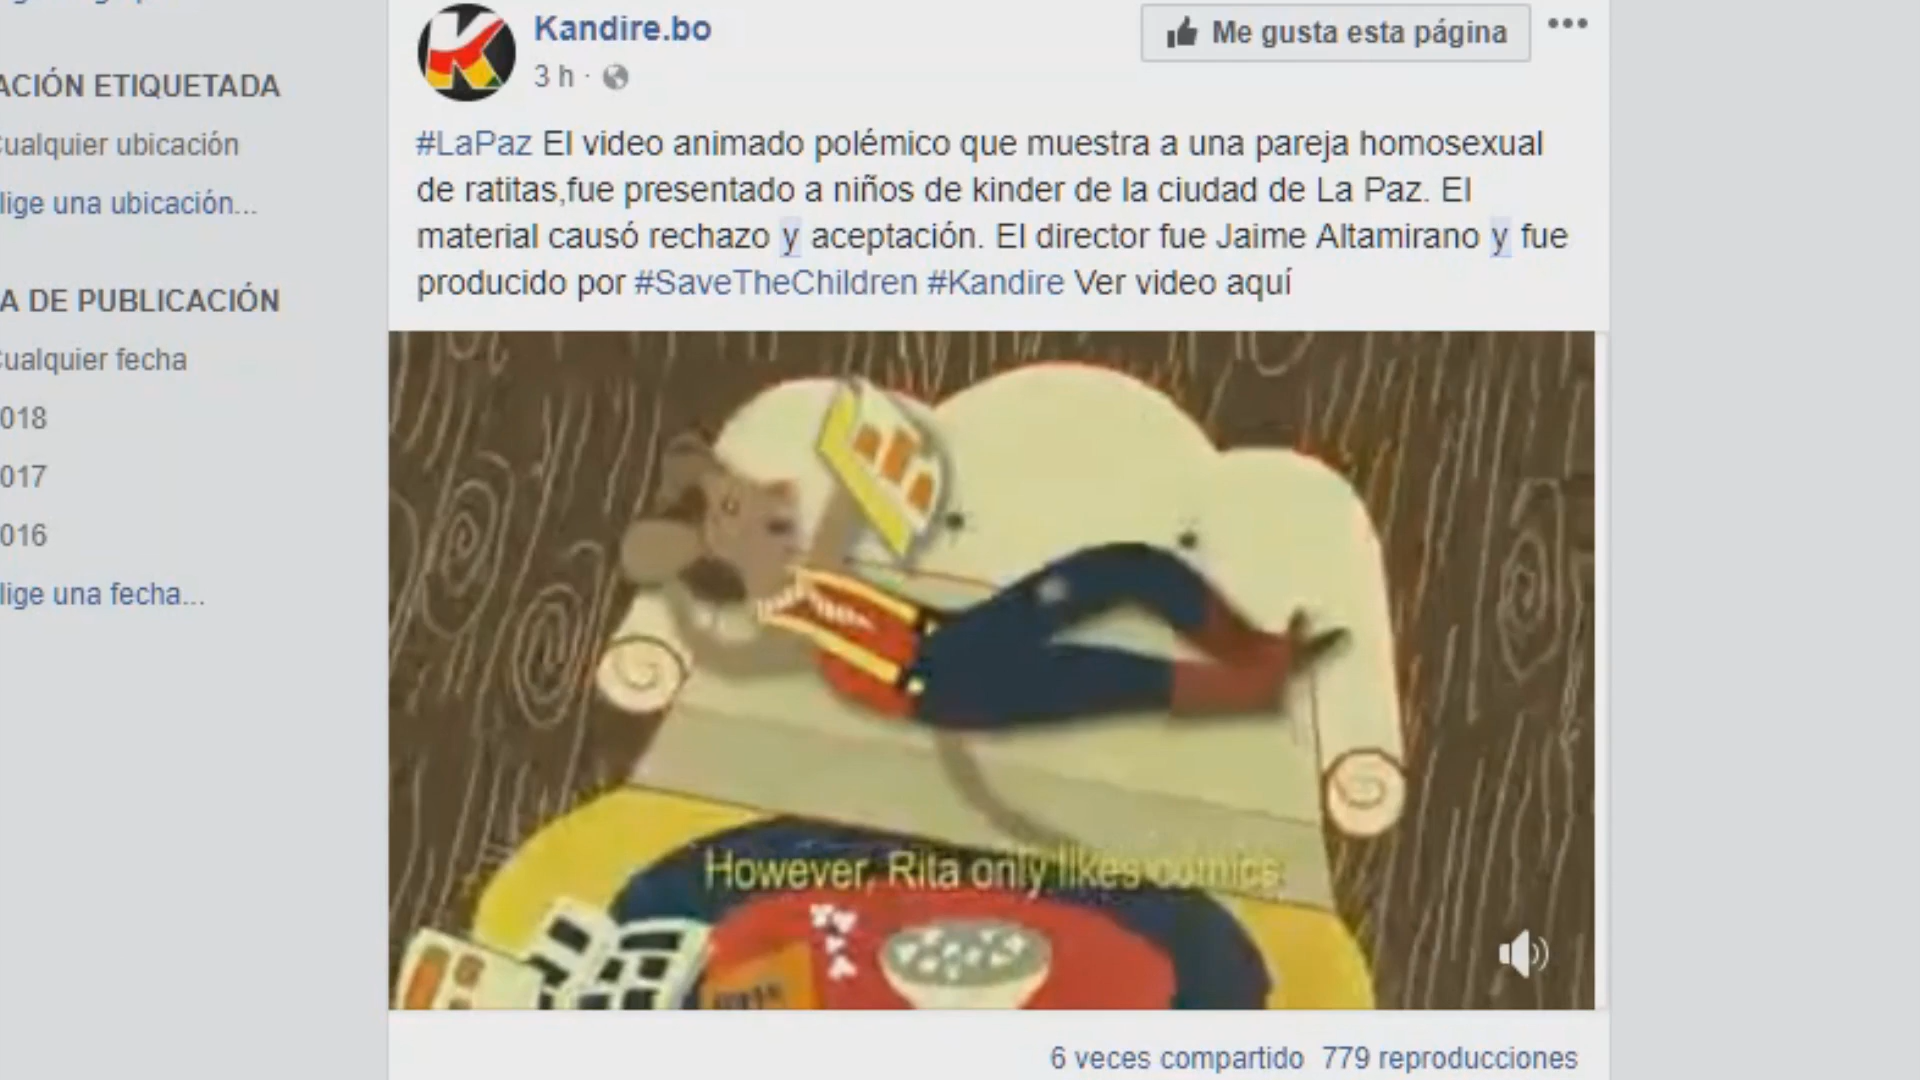 Kandire.bo
3 h ·
Me gusta esta página
#LaPaz El video animado polémico que muestra a una pareja homosexual
de ratitas,fue presentado a niños de kinder de la ciudad de La Paz. El
material causó rechazo y aceptación. El director fue Jaime Altamirano y fue
producido por #SaveTheChildren #Kandire Ver video aquí
ACIÓN ETIQUETADA
Cualquier ubicación
lige una ubicación...
A DE PUBLICACIÓN
Cualquier fecha
018
017
016
lige una fecha...
However, Rita only likes comics.
6 veces compartido 779 reproducciones